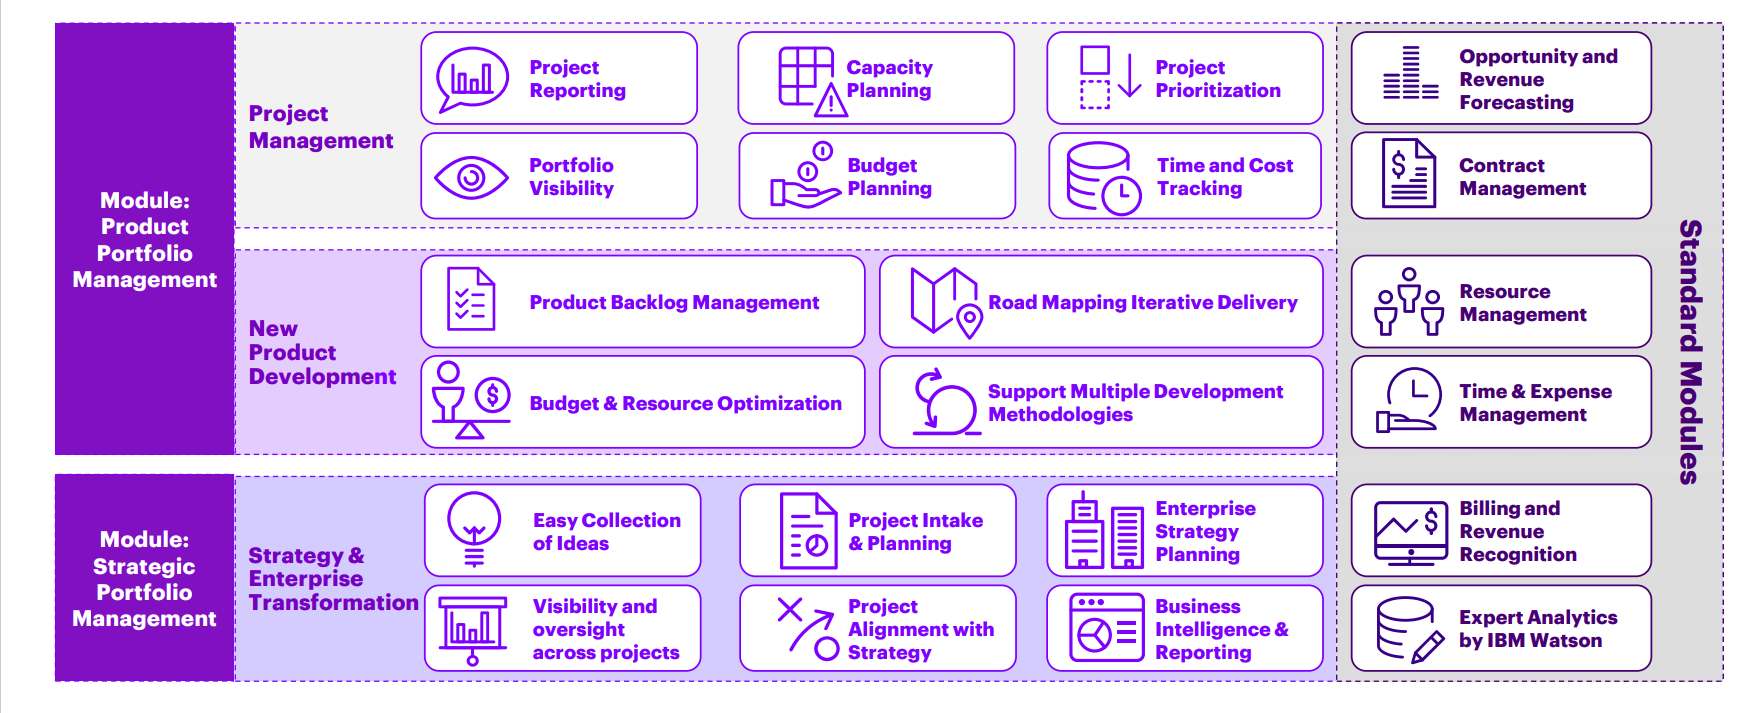 Module:
Product
Portfolio
Management
Project
Management
Project
Reporting
Capacity
Planning
Project
Prioritization
Portfolio
Visibility
Budget
Planning
Time and Cost
Tracking
New
Product
Development
Product Backlog Management
Road Mapping Iterative Delivery
Budget & Resource Optimization
Support Multiple Development
Methodologies
Module:
Strategic
Portfolio
Management
Strategy &
Enterprise
Transformation
Easy Collection
of Ideas
Project Intake
& Planning
Enterprise
Strategy
Planning
Visibility and
oversight
across projects
Project
Alignment with
Strategy
Business
Intelligence &
Reporting
Standard Modules
Opportunity and
Revenue
Forecasting
Contract
Management
Resource
Management
Time & Expense
Management
Billing and
Revenue
Recognition
Expert Analytics
by IBM Watson